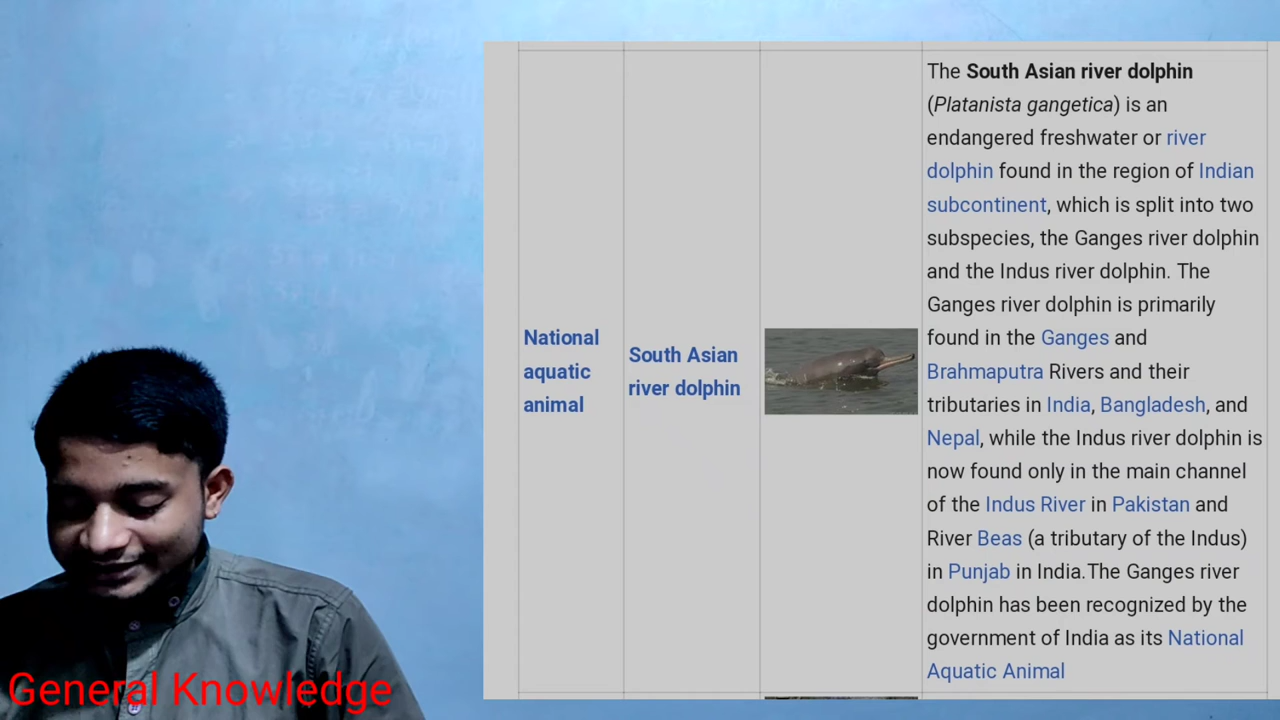 National
aquatic
animal
South Asian
river dolphin
The South Asian river dolphin
(Platanista gangetica) is an
endangered freshwater or river
dolphin found in the region of Indian
subcontinent, which is split into two
subspecies, the Ganges river dolphin
and the Indus river dolphin. The
Ganges river dolphin is primarily
found in the Ganges and
Brahmaputra Rivers and their
tributaries in India, Bangladesh, and
Nepal, while the Indus river dolphin is
now found only in the main channel
of the Indus River in Pakistan and
River Beas (a tributary of the Indus)
in Punjab in India.The Ganges river
dolphin has been recognized by the
government of India as its National
Aquatic Animal
General Knowledge